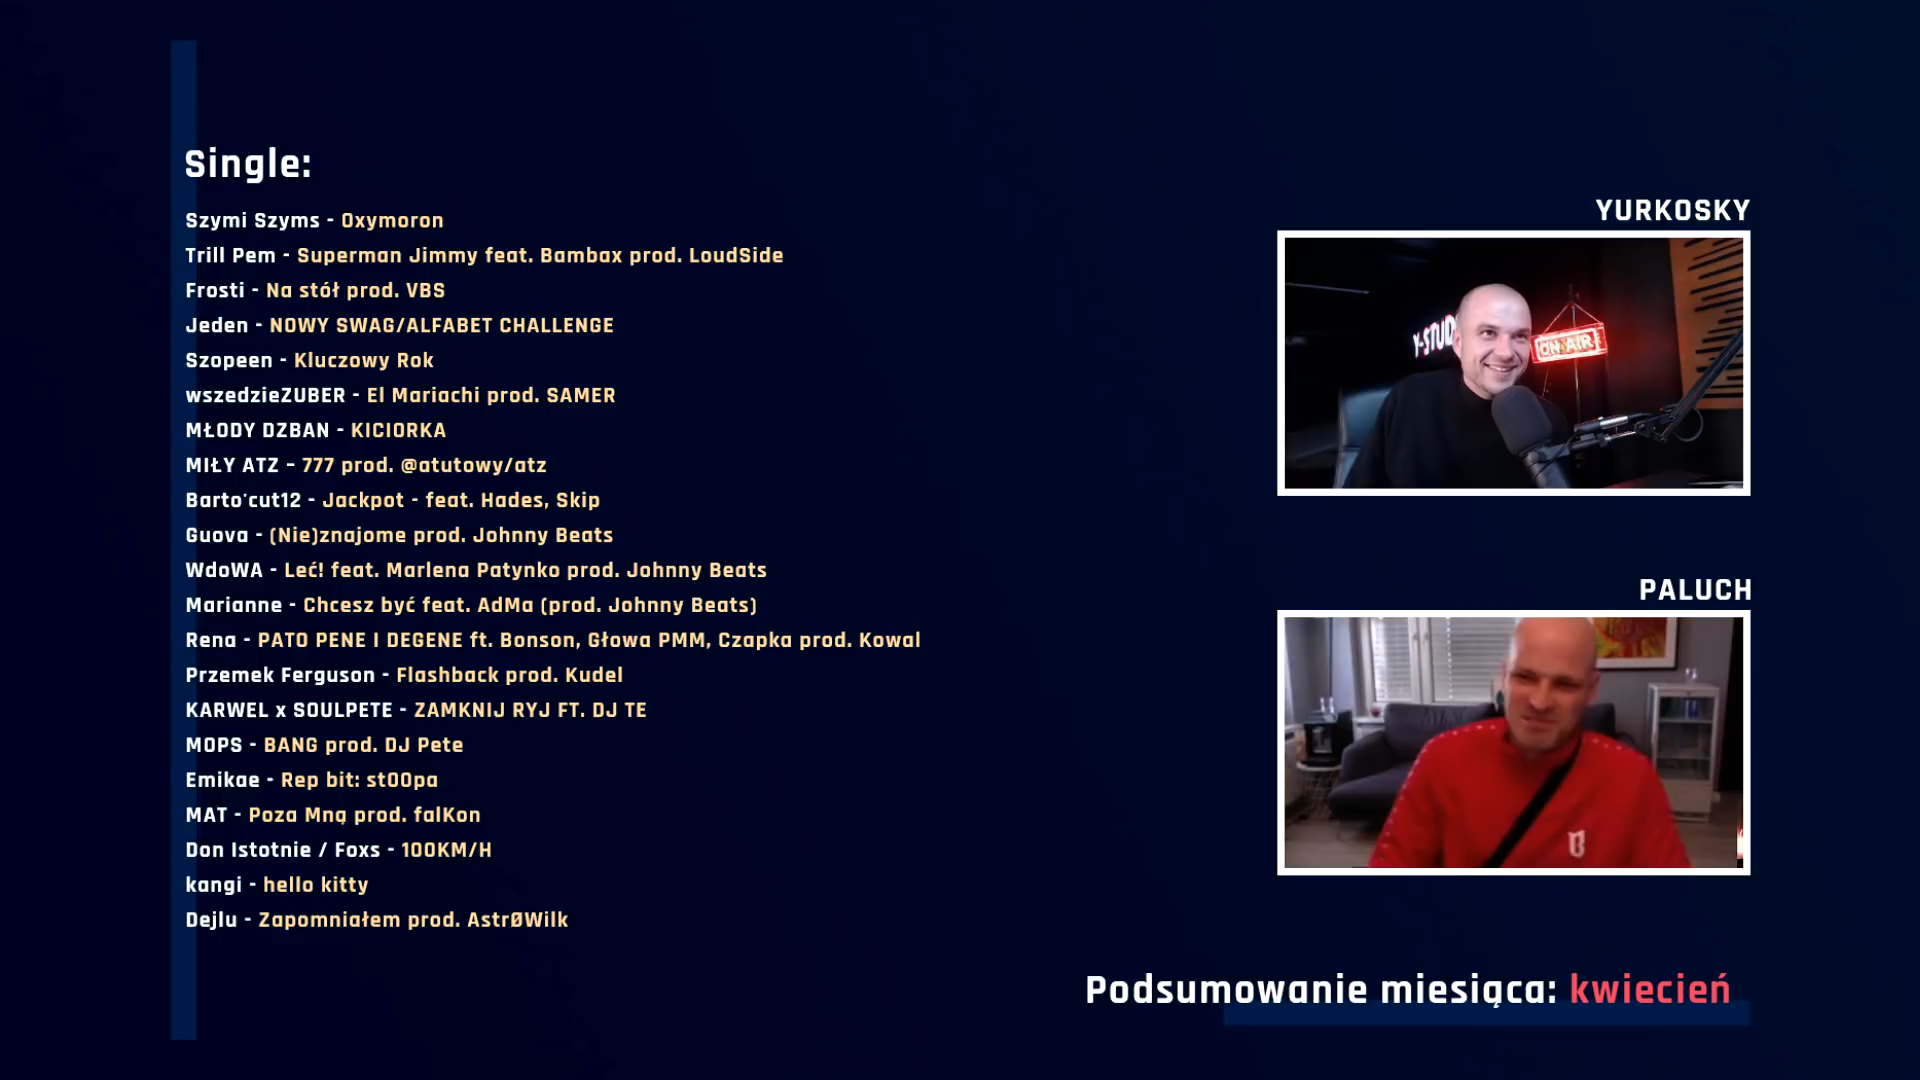 Single:
Szymi Szyms - Oxymoron
Trill Pem - Superman Jimmy feat. Bambax prod. LoudSide
Frosti - Na stół prod. VBS
Jeden - NOWY SWAG/ALFABET CHALLENGE
Szopeen - Kluczowy Rok
wszedzieZUBER - El Mariachi prod. SAMER
MŁODY DZBAN - KICIORKA
MIŁY ATZ – 777 prod. @atutowy/atz
Barto'cut12 - Jackpot - feat. Hades, Skip
Guova - (Nie)znajome prod. Johnny Beats
WdoWA - Leć! feat. Marlena Patynko prod. Johnny Beats
Marianne - Chcesz być feat. AdMa (prod. Johnny Beats)
Rena - PATO PENE I DEGENE ft. Bonson, Głowa PMM, Czapka prod. Kowal
Przemek Ferguson - Flashback prod. Kudel
KARWEL x SOULPETE - ZAMKNIJ RYJ FT. DJ TE
MOPS - BANG prod. DJ Pete
Emikae - Rep bit: st00pa
MAT - Poza Mną prod. falKon
Don Istotnie / Foxs - 100KM/H
kangi - hello kitty
Dejlu - Zapomniałem prod. AstrØWilk
YURKOSKY
Y-STUD
ON AIR
PALUCH
B
Podsumowanie miesiąca: kwiecień